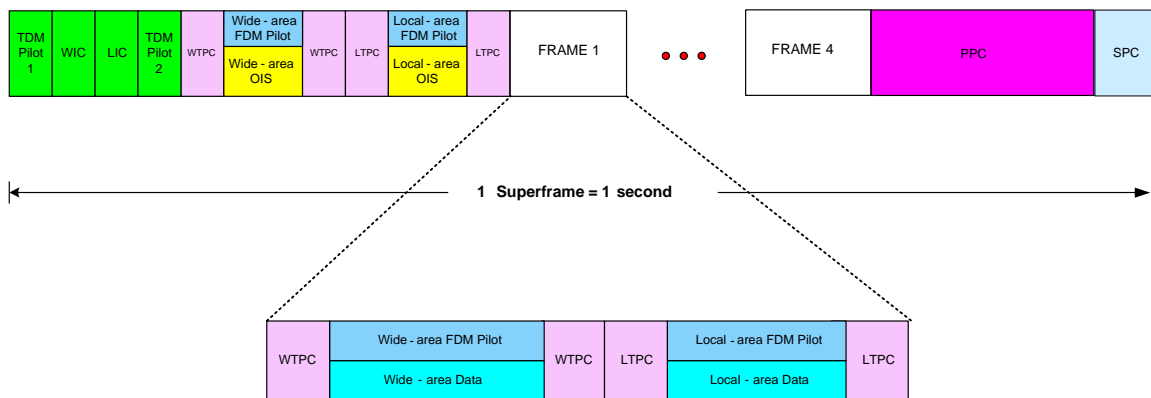 TDM
Pilot
1
WIC
LIC
TDM
Pilot
2
WTPC
Wide - area
FDM Pilot
Wide - area
OIS
WTPC
LTPC
Local - area
FDM Pilot
Local - area
OIS
LTPC
FRAME 1
FRAME 4
PPC
SPC
1 Superframe = 1 second
WTPC
Wide - area FDM Pilot
Wide - area Data
WTPC
LTPC
Local - area FDM Pilot
Local - area Data
LTPC